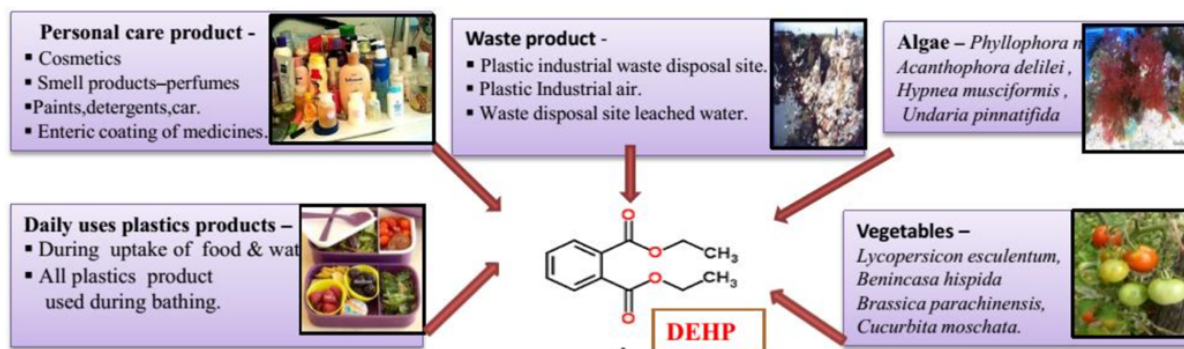 Personal care product -
▪ Cosmetics
▪ Smell products–perfumes
▪Paints,detergents,car.
▪ Enteric coating of medicines.
Waste product -
▪ Plastic industrial waste disposal site.
▪ Plastic Industrial air.
▪ Waste disposal site leached water.
Algae – Phyllophora n
Acanthophora delilei ,
Hypnea musciformis ,
Undaria pinnatifida
Daily uses plastics products –
▪ During uptake of food & wat
▪ All plastics product
used during bathing.
O
O CH3
O CH3
O
DEHP
Vegetables –
Lycopersicon esculentum,
Benincasa hispida
Brassica parachinensis,
Cucurbita moschata.